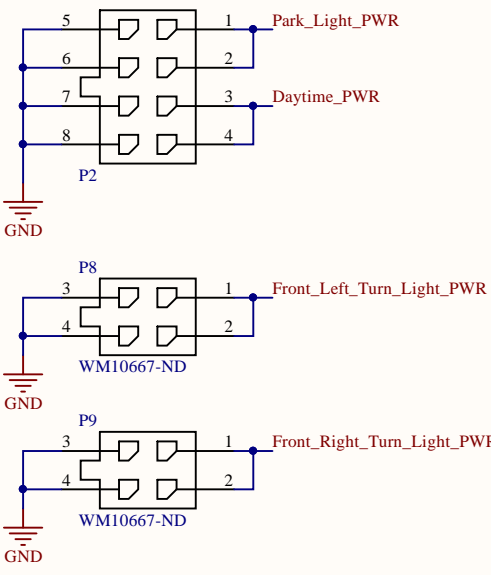 5 1 Park_Light_PWR
6 2
7 3 Daytime_PWR
8 4
P2
GND
P8
3 1 Front_Left_Turn_Light_PWR
4 2
WM10667-ND
GND
P9
3 1 Front_Right_Turn_Light_PWR
4 2
WM10667-ND
GND